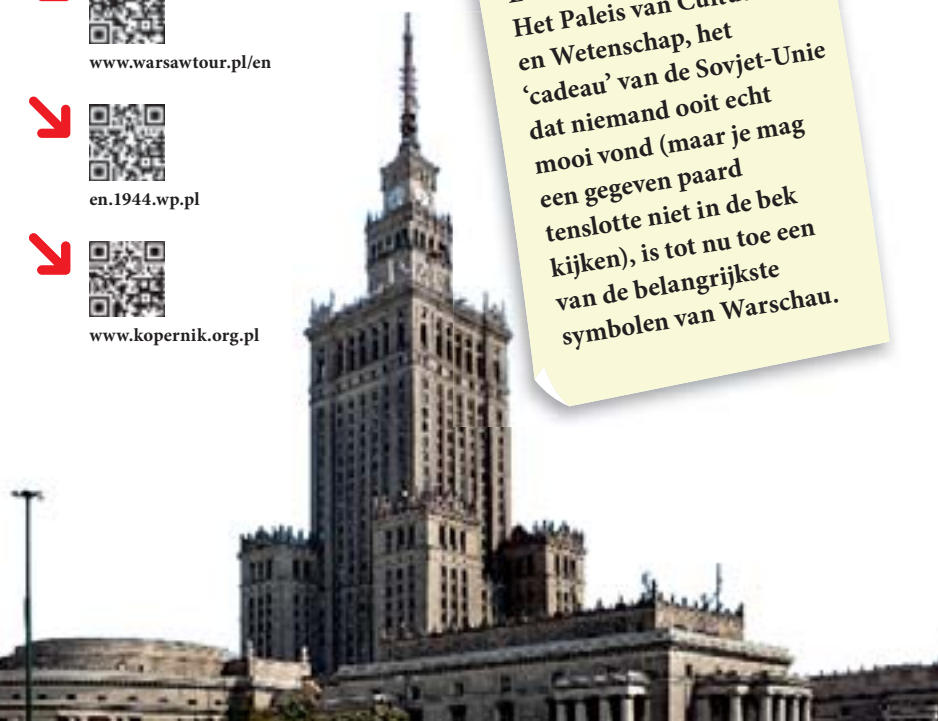 www.warsawtour.pl/en
en.1944.wp.pl
www.kopernik.org.pl
Het Paleis van
en Wetenschap, het
‘cadeau’ van de Sovjet-Unie
dat niemand ooit echt
mooi vond (maar je mag
een gegeven paard
tenslotte niet in de bek
kijken), is tot nu toe een
van de belangrijkste
symbolen van Warschau.